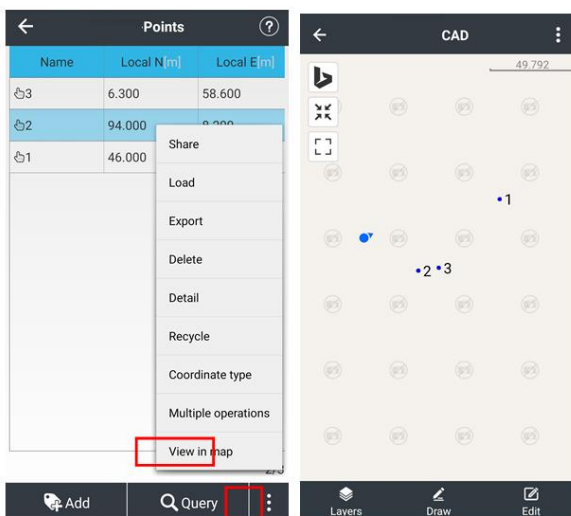 Points
?
Name Local N[m] Local E[m]
3 6.300 58.600
2 94.000
1 46.000
Share
Load
Export
Delete
Detail
Recycle
Coordinate type
Multiple operations
View in map
Add Query
CAD
49.792
1
2 3
Layers Draw Edit